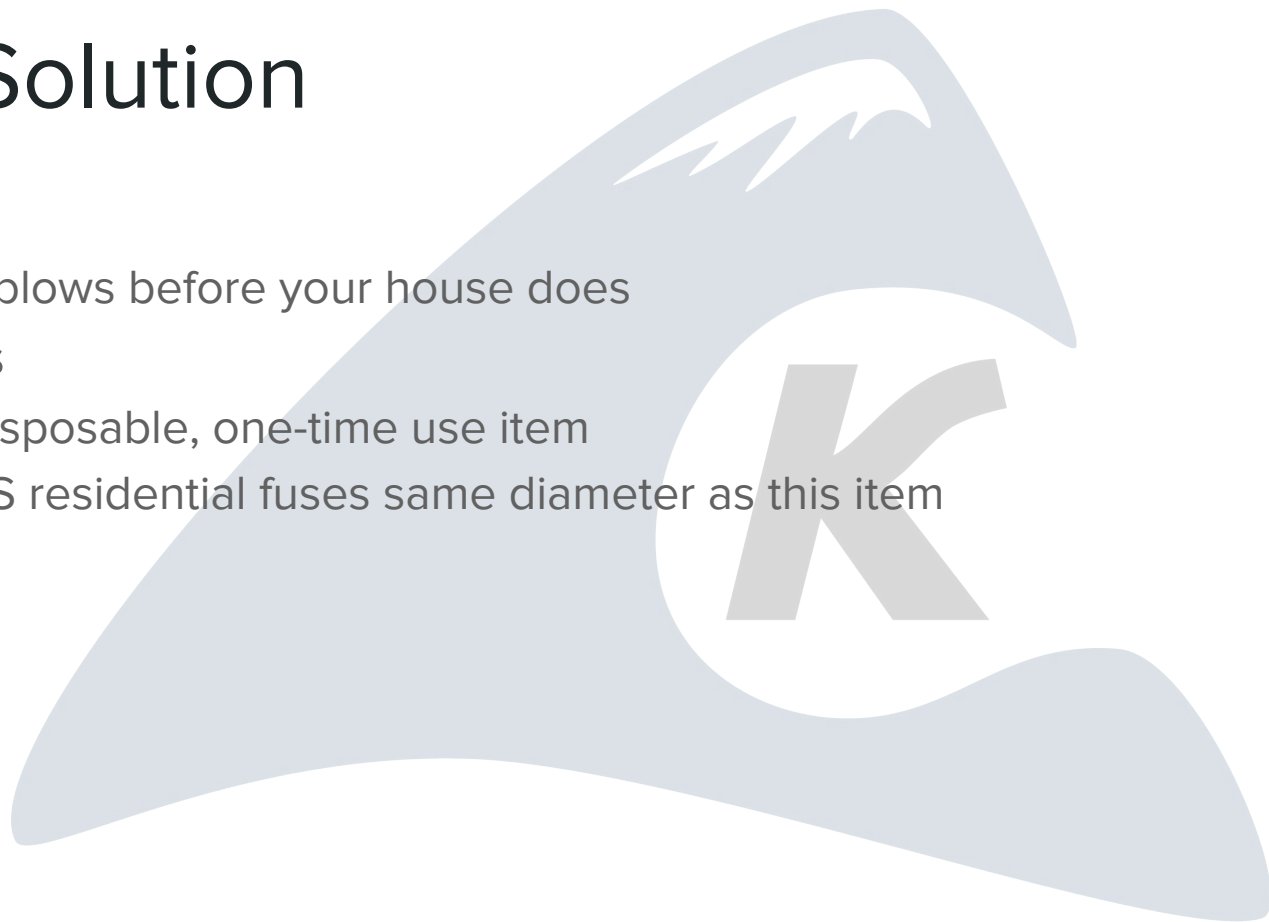 Solution
blows before your house does
s
sposable, one-time use item
S residential fuses same diameter as this item
K